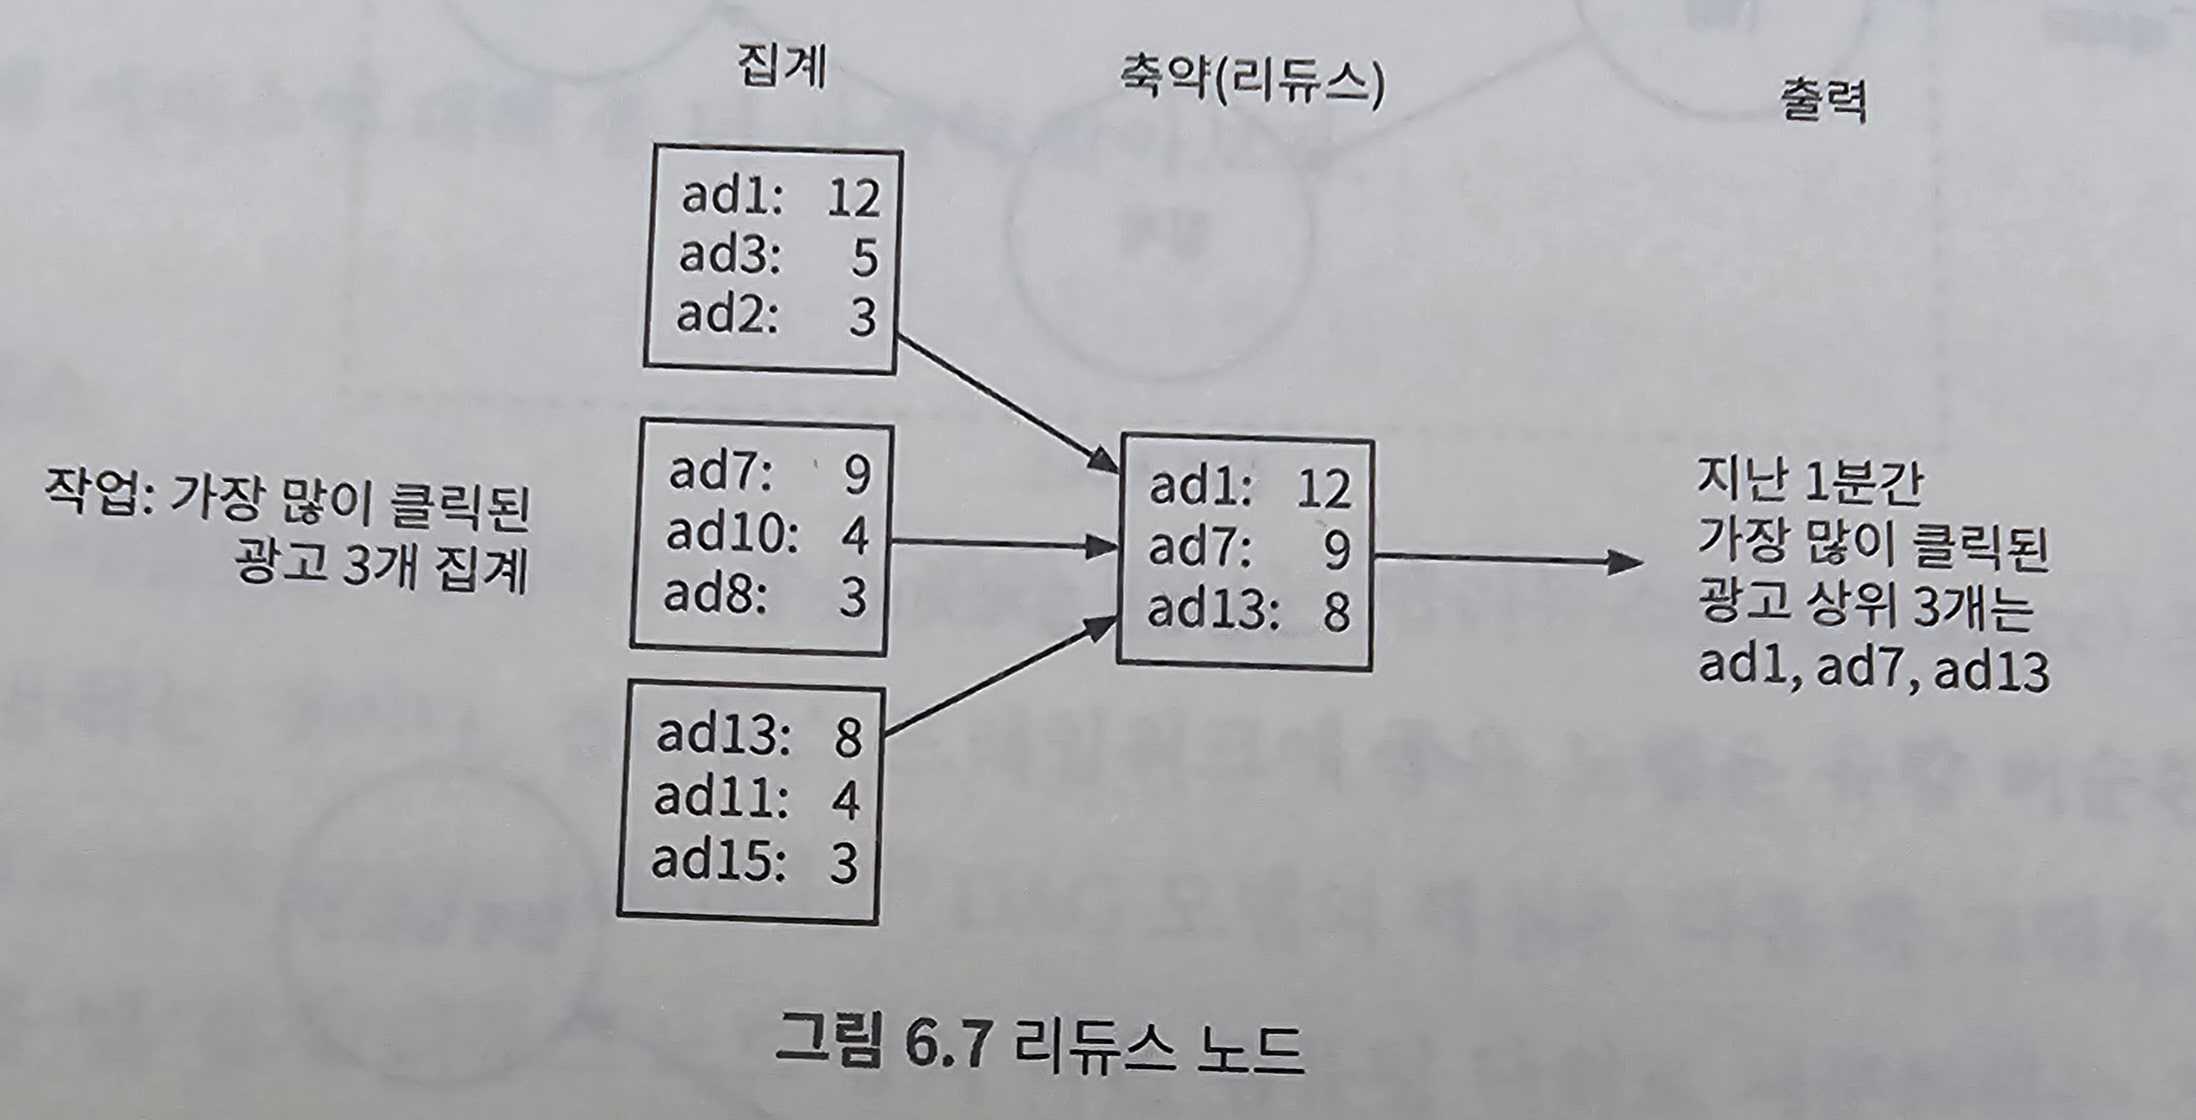 집계
축약(리듀스)
출력
작업: 가장 많이 클릭된
광고 3개 집계
ad1: 12
ad3: 5
ad2: 3
ad7: 9
ad10: 4
ad8: 3
ad13: 8
ad11: 4
ad15: 3
ad1: 12
ad7: 9
ad13: 8
지난 1분간
가장 많이 클릭된
광고 상위 3개는
ad1, ad7, ad13
그림 6.7 리듀스 노드